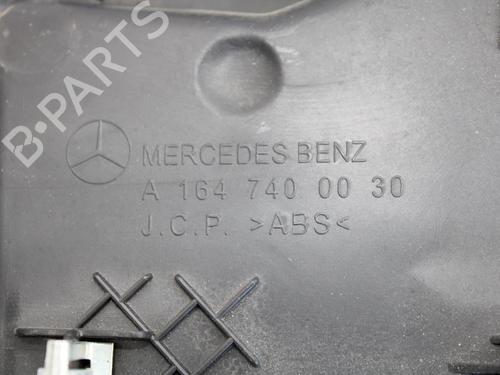 B-PARTS
MERCEDES BENZ
A 164 740 00 30
J.C.P. >ABS<